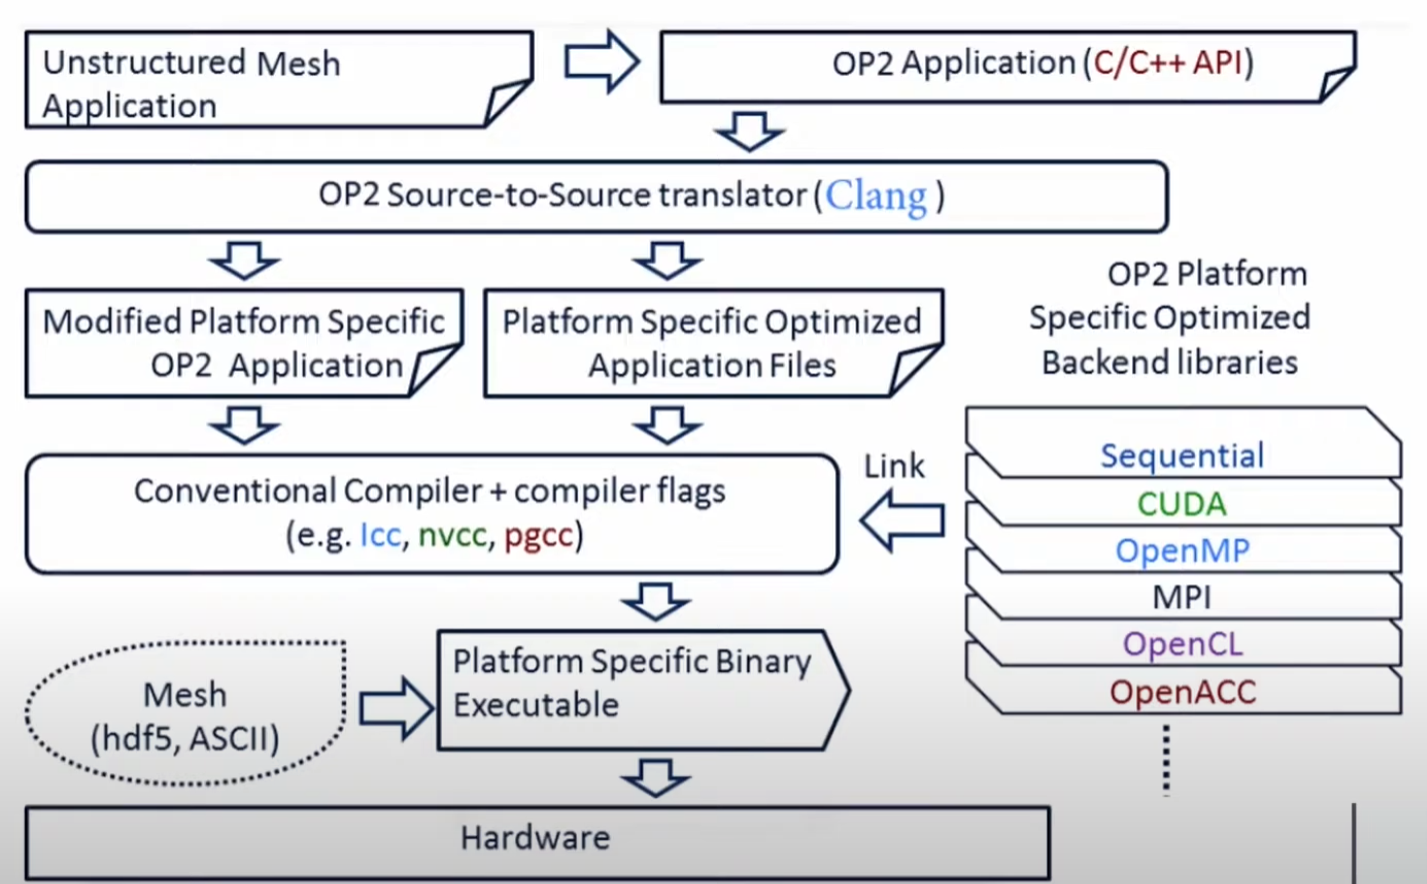 Unstructured Mesh
Application
OP2 Application (C/C++ API)
OP2 Source-to-Source translator (Clang )
Modified Platform Specific
OP2 Application
Platform Specific Optimized
Application Files
OP2 Platform
Specific Optimized
Backend libraries
Conventional Compiler + compiler flags
(e.g. Icc, nvcc, pgcc)
Link
Sequential
CUDA
OpenMP
MPI
OpenCL
OpenACC
Mesh
(hdf5, ASCII)
Platform Specific Binary
Executable
Hardware